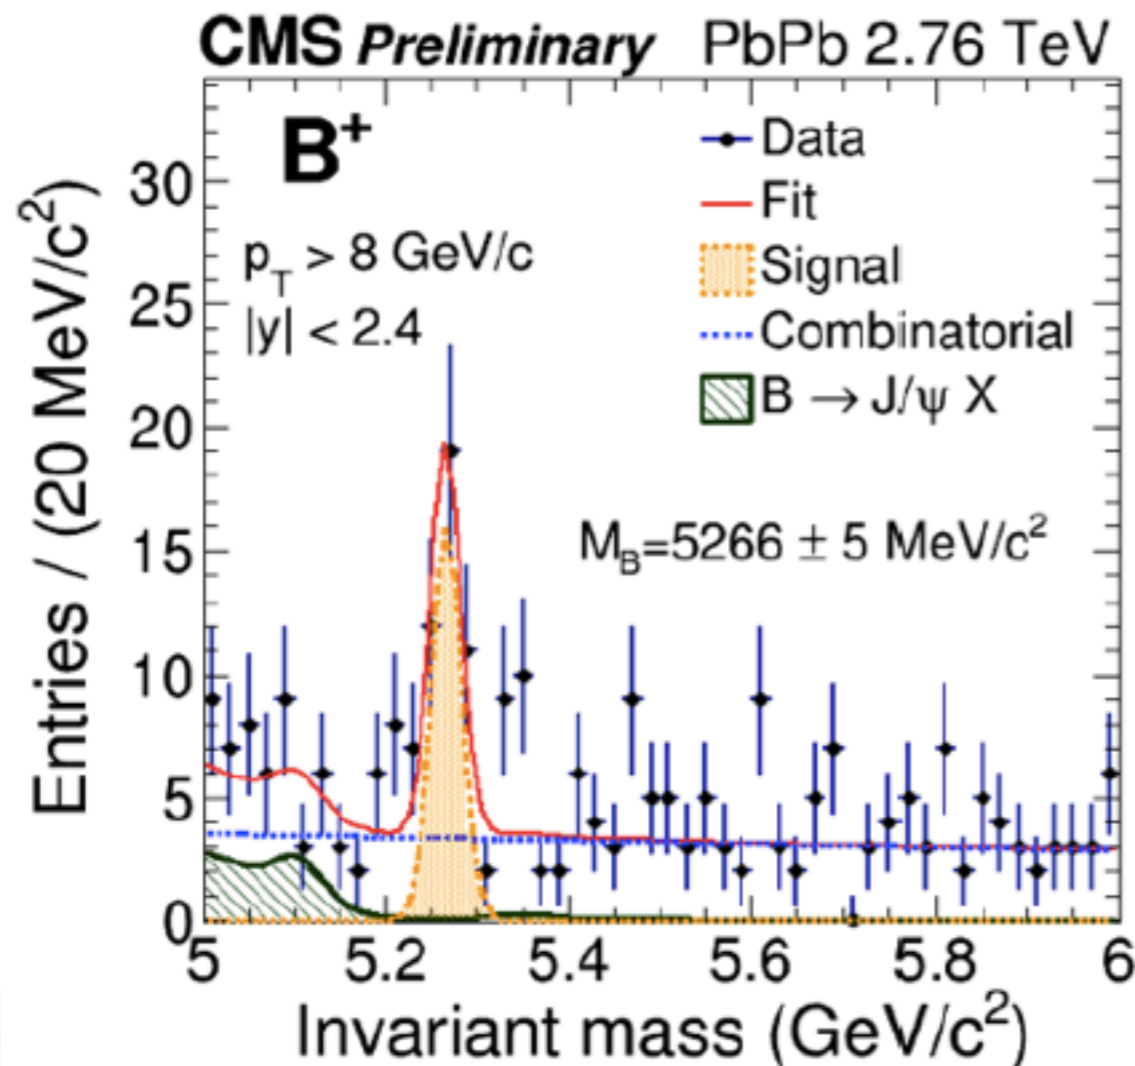 CMS Preliminary PbPb 2.76 TeV
B⁺
Data
Fit
Signal
Combinatorial
B → J/ψ X
p_T > 8 GeV/c
|y| < 2.4
M_B=5266 ± 5 MeV/c²
Entries / (20 MeV/c²)
30
25
20
15
10
5
0
5 5.2 5.4 5.6 5.8 6
Invariant mass (GeV/c²)